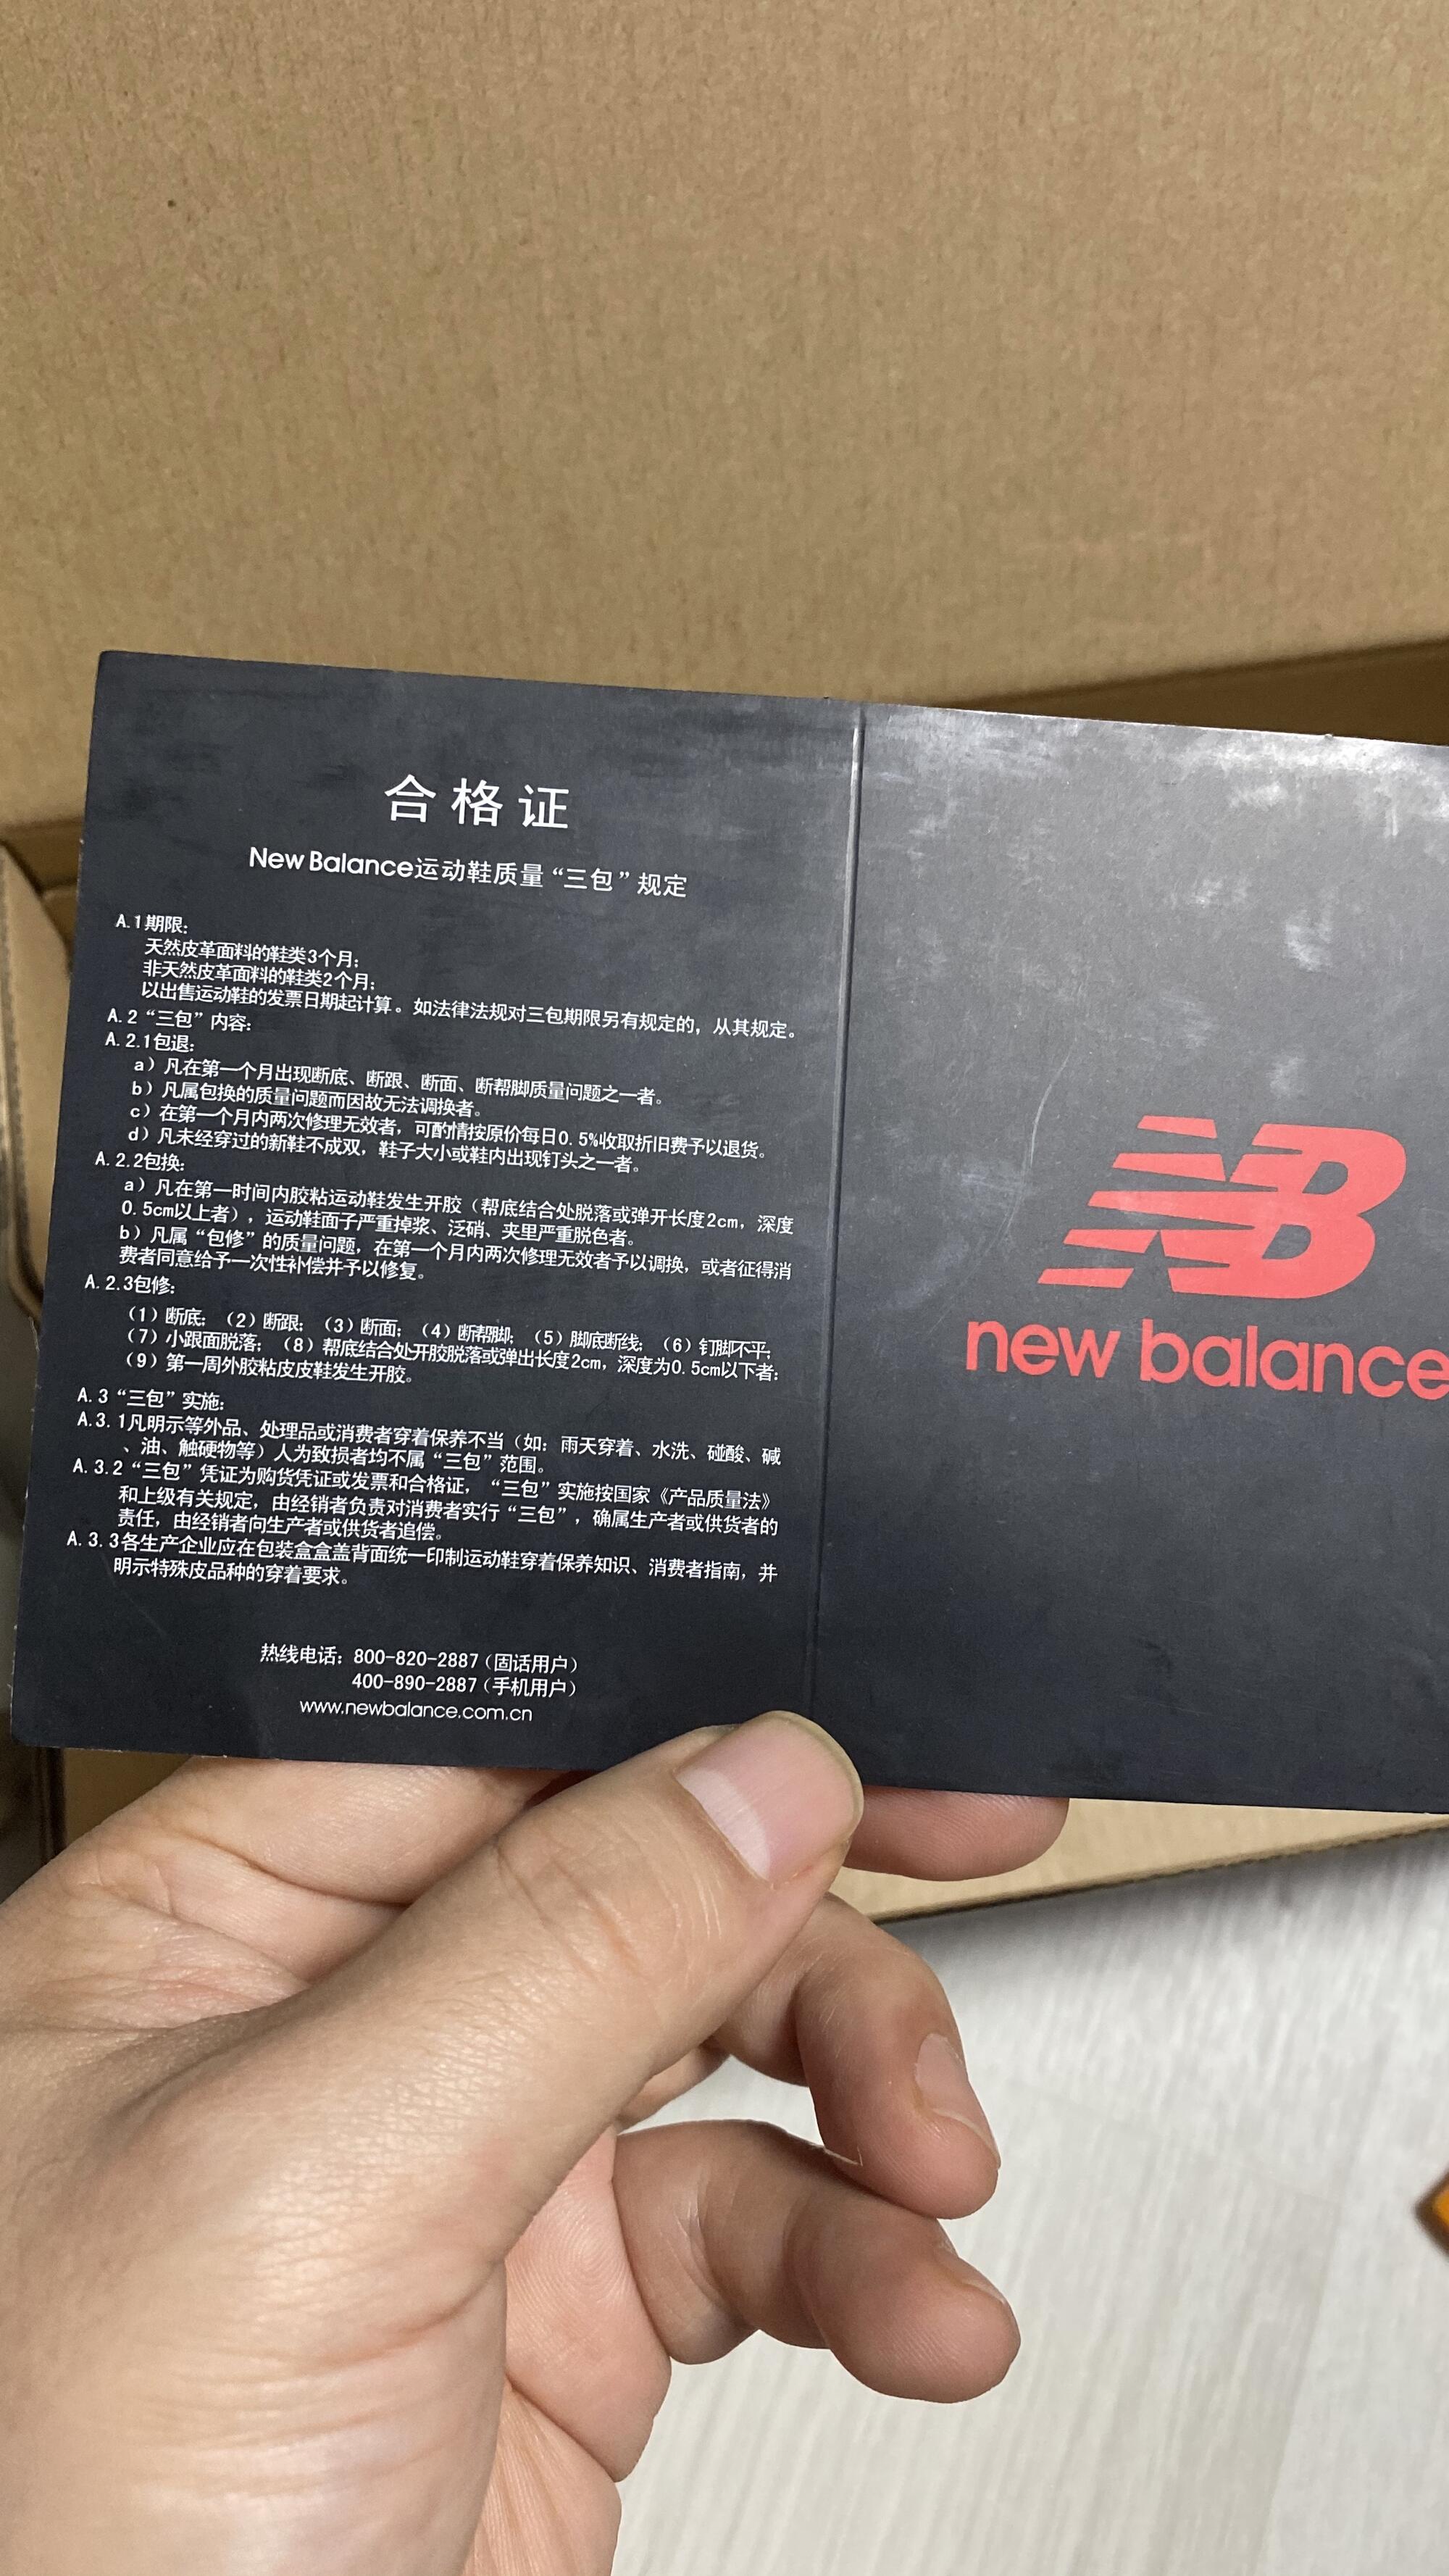 合格证
New Balance运动鞋质量“三包”规定
A.1期限:
天然皮革面料的鞋类3个月;
非天然皮革面料的鞋类2个月;
以出售运动鞋的发票日期起计算。如法律法规对三包期限另有规定的，从其规定。
A.2“三包”内容:
A.2.1包退:
a）凡在第一个月出现断底、断跟、断面、断帮脚质量问题之一者。
b）凡属包换的质量问题而因故无法调换者。
c）在第一个月内两次修理无效者，可酌情按原价每日0.5%收取折旧费予以退货。
d）凡未经穿过的新鞋不成双，鞋子大小或鞋内出现钉头之一者。
A.2.2包换:
a）凡在第一时间内胶粘运动鞋发生开胶（帮底结合处脱落或弹开长度2cm，深度
0.5cm以上者），运动鞋面子严重掉浆、泛硝、夹里严重脱色者。
b）凡属“包修”的质量问题，在第一个月内两次修理无效者予以调换，或者征得消
费者同意给予一次性补偿并予以修复。
A.2.3包修:
（1）断底；（2）断跟；（3）断面；（4）断帮脚；（5）脚底断线；（6）钉脚不平；
（7）小跟面脱落；（8）帮底结合处开胶脱落或弹出长度2cm，深度为0.5cm以下者:
（9）第一周外胶粘皮皮鞋发生开胶。
A.3“三包”实施:
A.3.1凡明示等外品、处理品或消费者穿着保养不当（如：雨天穿着、水洗、碰酸、碱
、油、触硬物等）人为致损者均不属“三包”范围。
A.3.2“三包”凭证为购货凭证或发票和合格证，“三包”实施按国家《产品质量法》
和上级有关规定，由经销者负责对消费者实行“三包”，确属生产者或供货者的
责任，由经销者向生产者或供货者追偿。
A.3.3各生产企业应在包装盒盒盖背面统一印制运动鞋穿着保养知识、消费者指南，并
明示特殊皮品种的穿着要求。
热线电话：800-820-2887（固话用户）
400-890-2887（手机用户）
www.newbalance.com.cn
NB
new balance